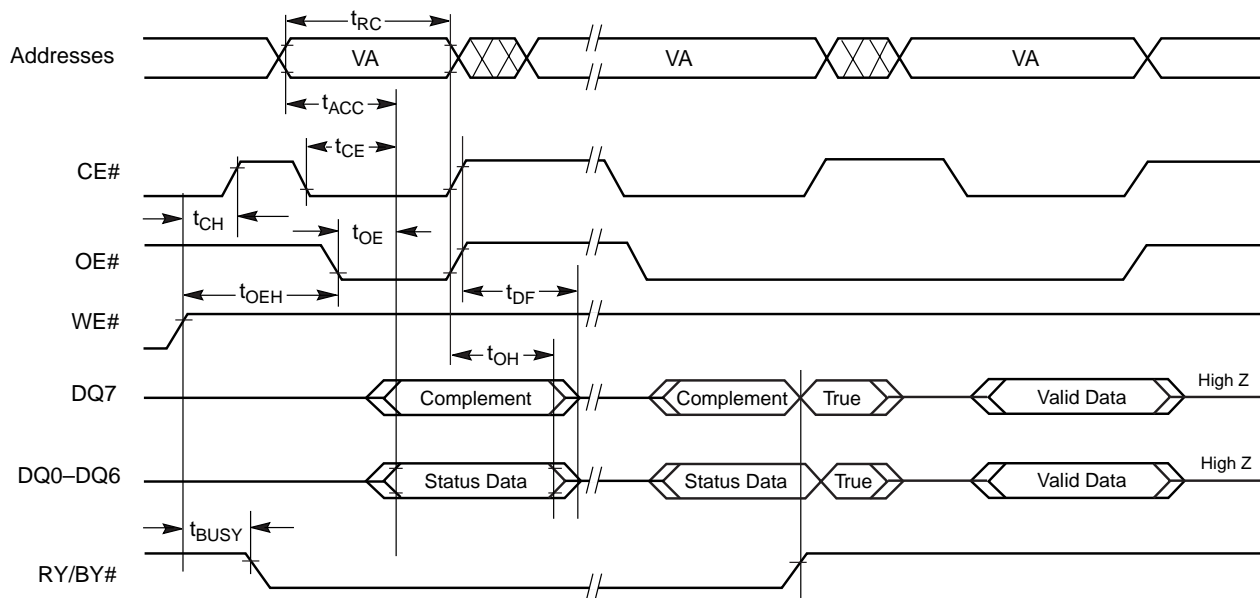 tRC
Addresses VA VA VA
tACC
tCE
CE#
tCH tOE
OE#
tOEH tDF
WE#
tOH
DQ7 Complement Complement True Valid Data High Z
DQ0–DQ6 Status Data Status Data True Valid Data High Z
tBUSY
RY/BY#